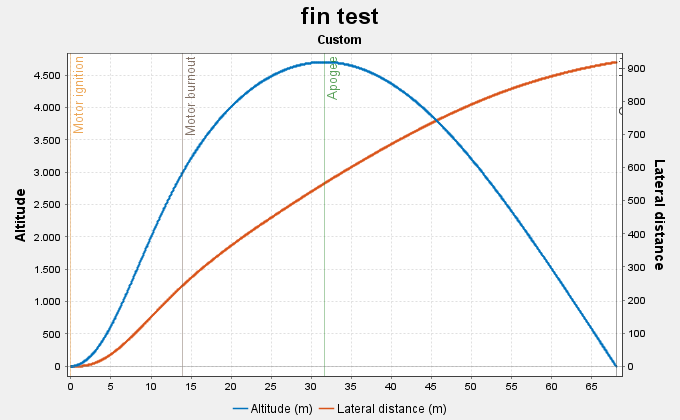 fin test
Custom
Motor ignition
Motor burnout
Apogee
Altitude
4.500
4.000
3.500
3.000
2.500
2.000
1.500
1.000
500
0
900
800
700
600
500
400
300
200
100
0
Lateral distance
0 5 10 15 20 25 30 35 40 45 50 55 60 65
Altitude (m) Lateral distance (m)